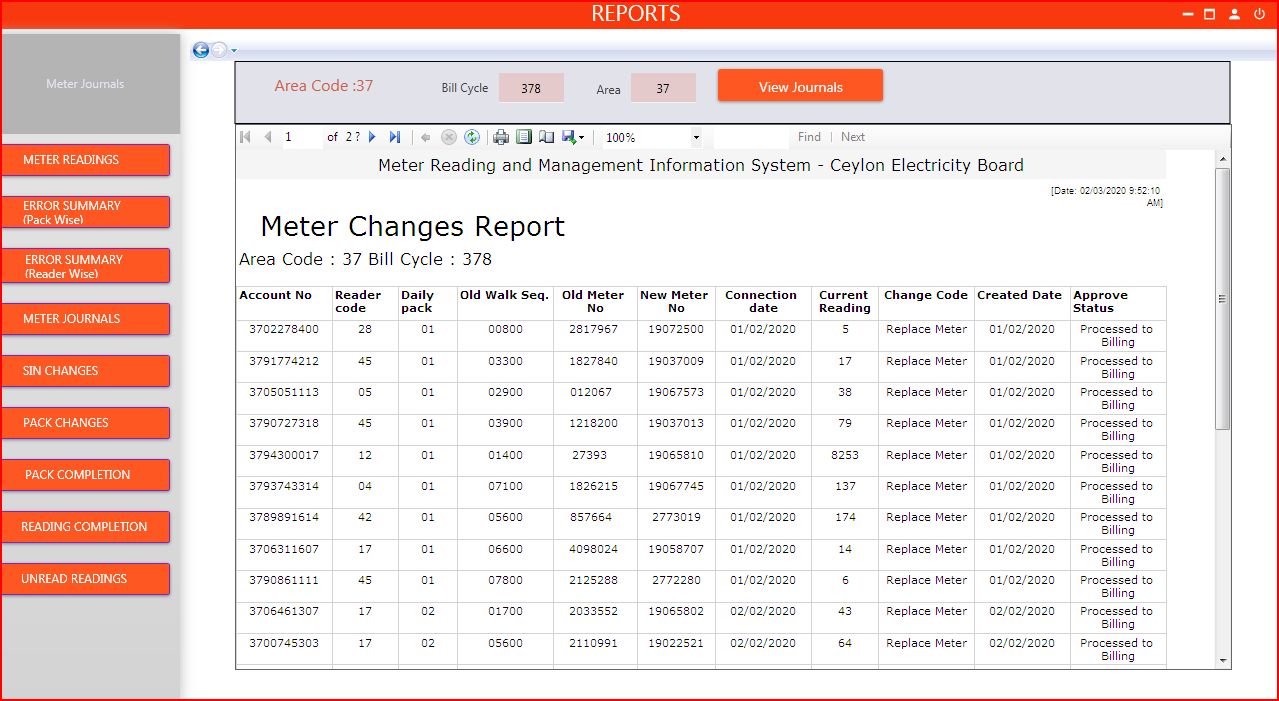 REPORTS
Meter Journals
METER READINGS
ERROR SUMMARY
(Pack Wise)
ERROR SUMMARY
(Reader Wise)
METER JOURNALS
SIN CHANGES
PACK CHANGES
PACK COMPLETION
READING COMPLETION
UNREAD READINGS
Area Code :37 Bill Cycle 378 Area 37 View Journals
1 of 2 ? 100% Find | Next
Meter Reading and Management Information System - Ceylon Electricity Board
[Date: 02/03/2020 9:52:10
AM]
Meter Changes Report
Area Code : 37 Bill Cycle : 378
Account No Reader Daily Old Walk Seq. Old Meter New Meter Connection Current Change Code Created Date Approve
code pack No No date Reading Status
3702278400 28 01 00800 2817967 19072500 01/02/2020 5 Replace Meter 01/02/2020 Processed to
Billing
3791774212 45 01 03300 1827840 19037009 01/02/2020 17 Replace Meter 01/02/2020 Processed to
Billing
3705051113 05 01 02900 012067 19067573 01/02/2020 38 Replace Meter 01/02/2020 Processed to
Billing
3790727318 45 01 03900 1218200 19037013 01/02/2020 79 Replace Meter 01/02/2020 Processed to
Billing
3794300017 12 01 01400 27393 19065810 01/02/2020 8253 Replace Meter 01/02/2020 Processed to
Billing
3793743314 04 01 07100 1826215 19067745 01/02/2020 137 Replace Meter 01/02/2020 Processed to
Billing
3789891614 42 01 05600 857664 2773019 01/02/2020 174 Replace Meter 01/02/2020 Processed to
Billing
3706311607 17 01 06600 4098024 19058707 01/02/2020 14 Replace Meter 01/02/2020 Processed to
Billing
3790861111 45 01 07800 2125288 2772280 01/02/2020 6 Replace Meter 01/02/2020 Processed to
Billing
3706461307 17 02 01700 2033552 19065802 02/02/2020 43 Replace Meter 02/02/2020 Processed to
Billing
3700745303 17 02 05600 2110991 19022521 02/02/2020 64 Replace Meter 02/02/2020 Processed to
Billing